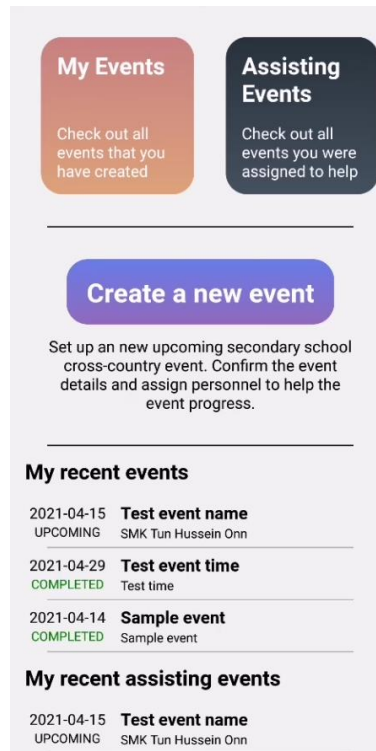 My Events
Check out all
events that you
have created
Assisting
Events
Check out all
events you were
assigned to help
Create a new event
Set up an new upcoming secondary school
cross-country event. Confirm the event
details and assign personnel to help the
event progress.
My recent events
2021-04-15 Test event name
UPCOMING SMK Tun Hussein Onn
2021-04-29 Test event time
COMPLETED Test time
2021-04-14 Sample event
COMPLETED Sample event
My recent assisting events
2021-04-15 Test event name
UPCOMING SMK Tun Hussein Onn